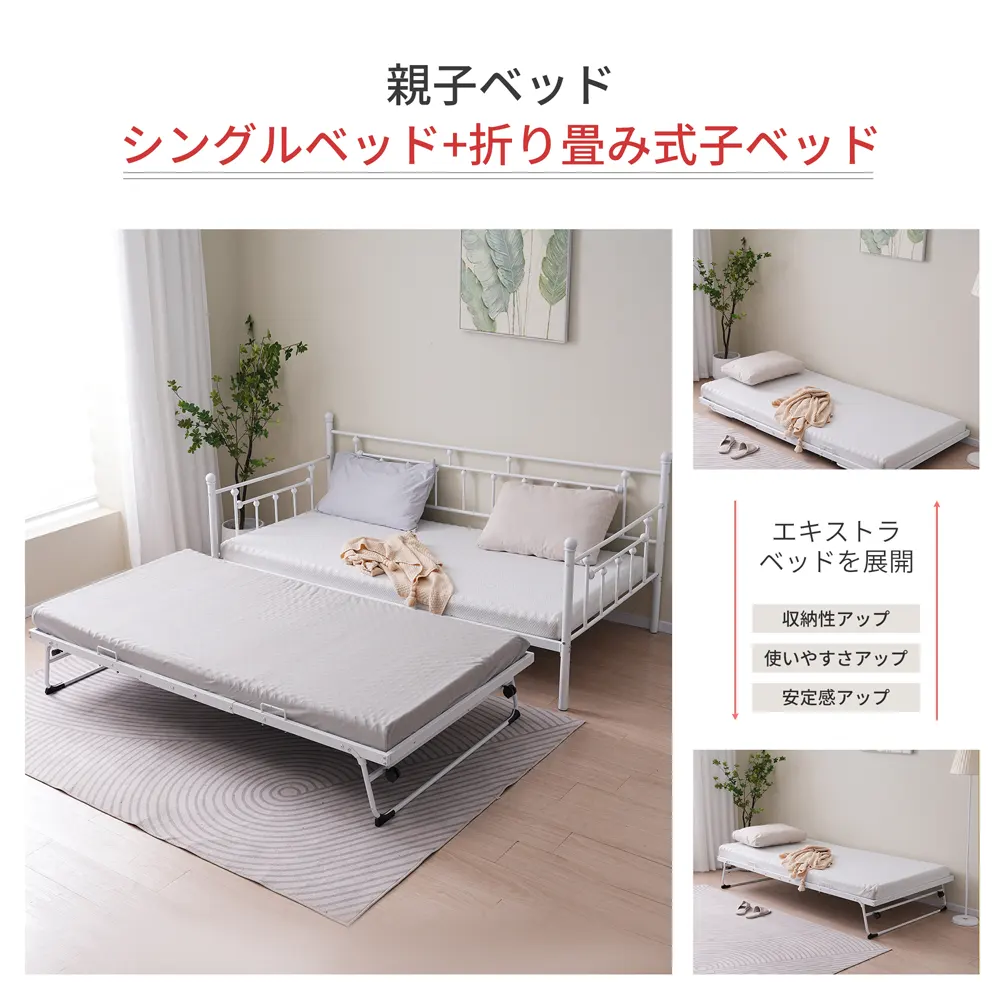 親子ベッド
シングルベッド+折り畳み式子ベッド
エキストラ
ベッドを展開
収納性アップ
使いやすさアップ
安定感アップ